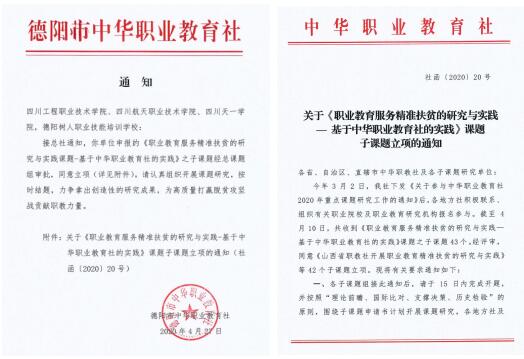 德阳市中华职业教育社
通 知
四川工程职业技术学院、四川航天职业技术学院、四川天一学
院，德阳树人职业技能培训学校：
接总社通知，你单位申报的《职业教育服务精准扶贫的研
究与实践课题-基于中华职业教育社的实践》之子课题经总课题
组审批，同意立项（详见附件）。请认真组织开展课题研究，按
时结题，力争拿出创造性的研究成果，为高质量打赢脱贫攻坚
战贡献职教力量。
附件：关于《职业教育服务精准扶贫的研究与实践-基于中
华职业教育社的实践》课题子课题立项的通知（社
函〔2020〕20号）
德阳市中华职业教育社
2020年4月27日
中华职业教育社
社函〔2020〕20号
关于《职业教育服务精准扶贫的研究与实践
— 基于中华职业教育社的实践》课题
子课题立项的通知
各省、自治区、直辖市中华职教社及各子课题研究单位：
今年3月2日，我社下发《关于参与中华职业教育社
2020年重点课题研究工作的通知》后，各地方社积极联系、
组织有关职业院校及职业教育研究机构报名参与。截至4
月10日，共收到《职业教育服务精准扶贫的研究与实践—
基于中华职业教育社的实践》课题之子课题43个。经评审，
同意《山西省职教社开展职业教育精准扶贫的研究与实践》
等42个子课题立项。现将有关要求通知如下：
一、各子课题组接此通知后，请于15日内完成开题，
并按照“理论前瞻、国际比对、支撑决策、历史检验”的
原则，围绕子课题申请书计划开展课题研究，各地方社及